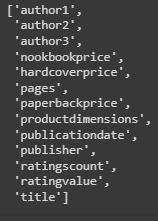 ['author1',
'author2',
'author3',
'nookbookprice',
'hardcoverprice',
'pages',
'paperbackprice',
'productdimensions',
'publicationdate',
'publisher',
'ratingscount',
'ratingvalue',
'title']